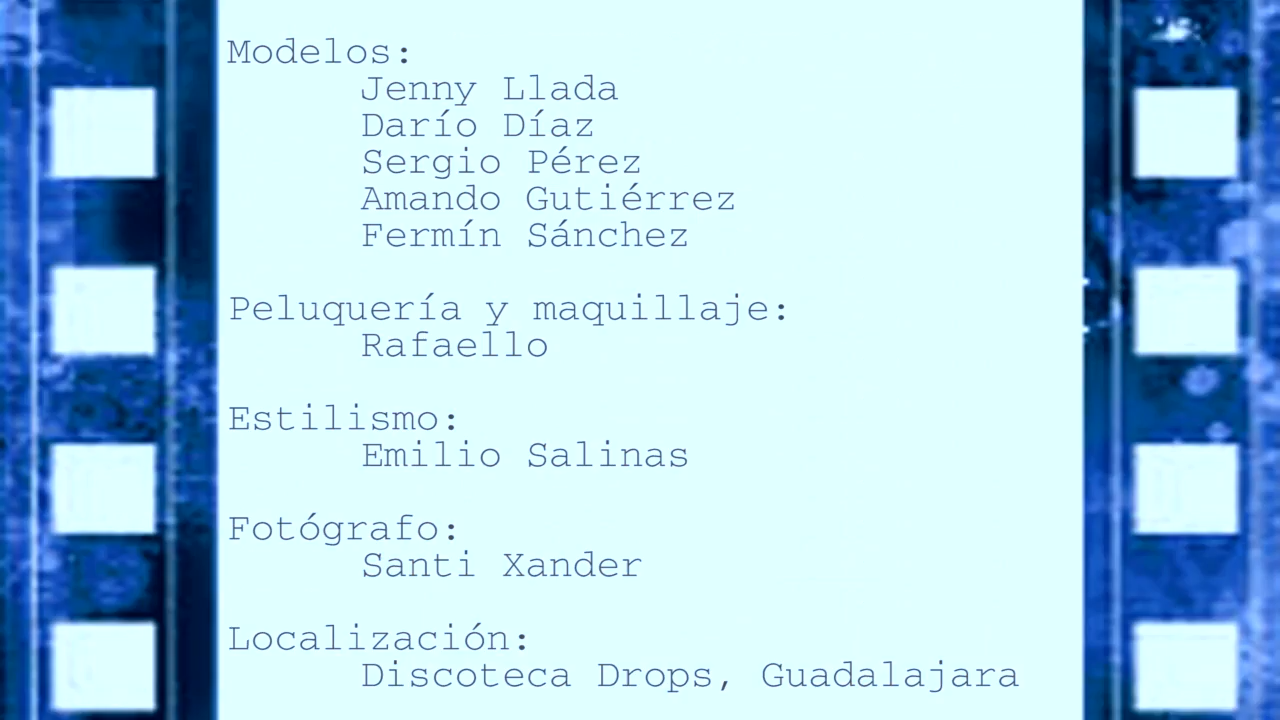 Modelos:
Jenny Llada
Darío Díaz
Sergio Pérez
Amando Gutiérrez
Fermín Sánchez
Peluquería y maquillaje:
Rafaello
Estilismo:
Emilio Salinas
Fotógrafo:
Santi Xander
Localización:
Discoteca Drops, Guadalajara